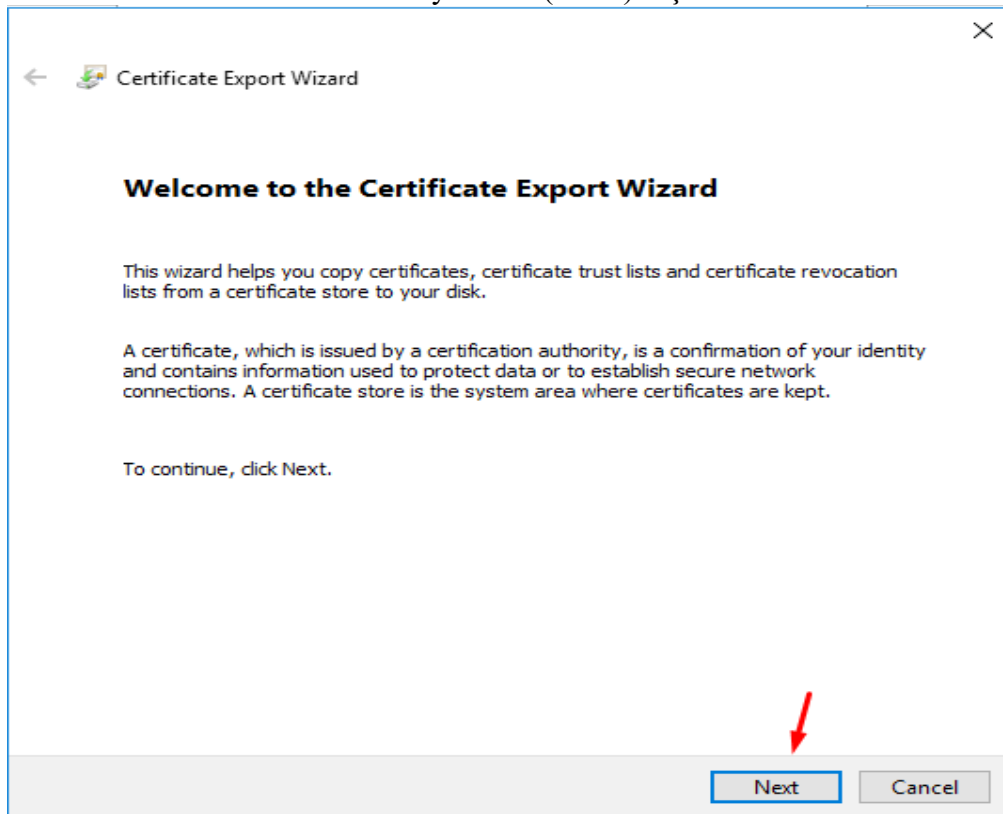 Certificate Export Wizard
Welcome to the Certificate Export Wizard
This wizard helps you copy certificates, certificate trust lists and certificate revocation
lists from a certificate store to your disk.
A certificate, which is issued by a certification authority, is a confirmation of your identity
and contains information used to protect data or to establish secure network
connections. A certificate store is the system area where certificates are kept.
To continue, click Next.
Next
Cancel